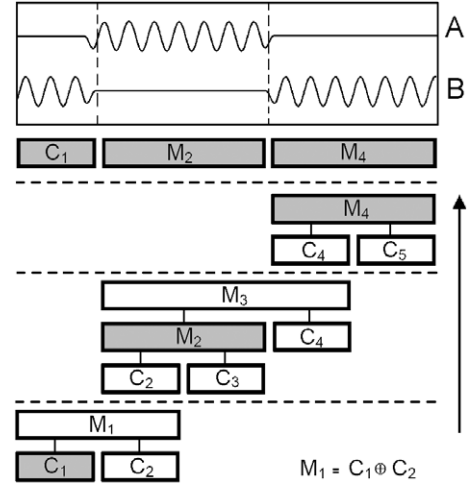 A
B
C₁ M₂ M₄
M₄
C₄ C₅
M₃
M₂ C₄
C₂ C₃
M₁
C₁ C₂
M₁ = C₁ ⊕ C₂